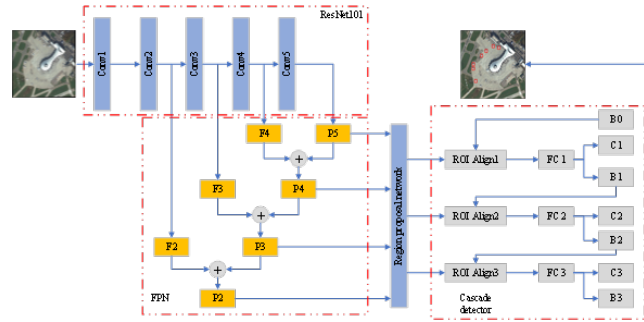 ResNet101
Conv1
Conv2
Conv3
Conv4
Conv5
F4
P5
F3
P4
F2
P3
P2
FPN
Region proposal network
B0
ROI Align1
FC 1
C1
B1
ROI Align2
FC 2
C2
B2
ROI Align3
FC 3
C3
B3
Cascade
detector